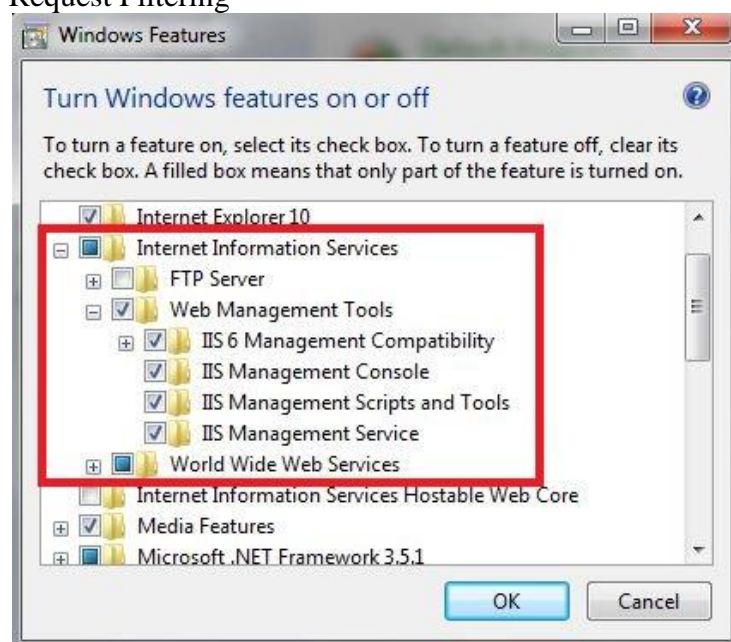 Request Filtering
Windows Features
Turn Windows features on or off
To turn a feature on, select its check box. To turn a feature off, clear its
check box. A filled box means that only part of the feature is turned on.
Internet Explorer 10
Internet Information Services
FTP Server
Web Management Tools
IIS 6 Management Compatibility
IIS Management Console
IIS Management Scripts and Tools
IIS Management Service
World Wide Web Services
Internet Information Services Hostable Web Core
Media Features
Microsoft .NET Framework 3.5.1
OK
Cancel